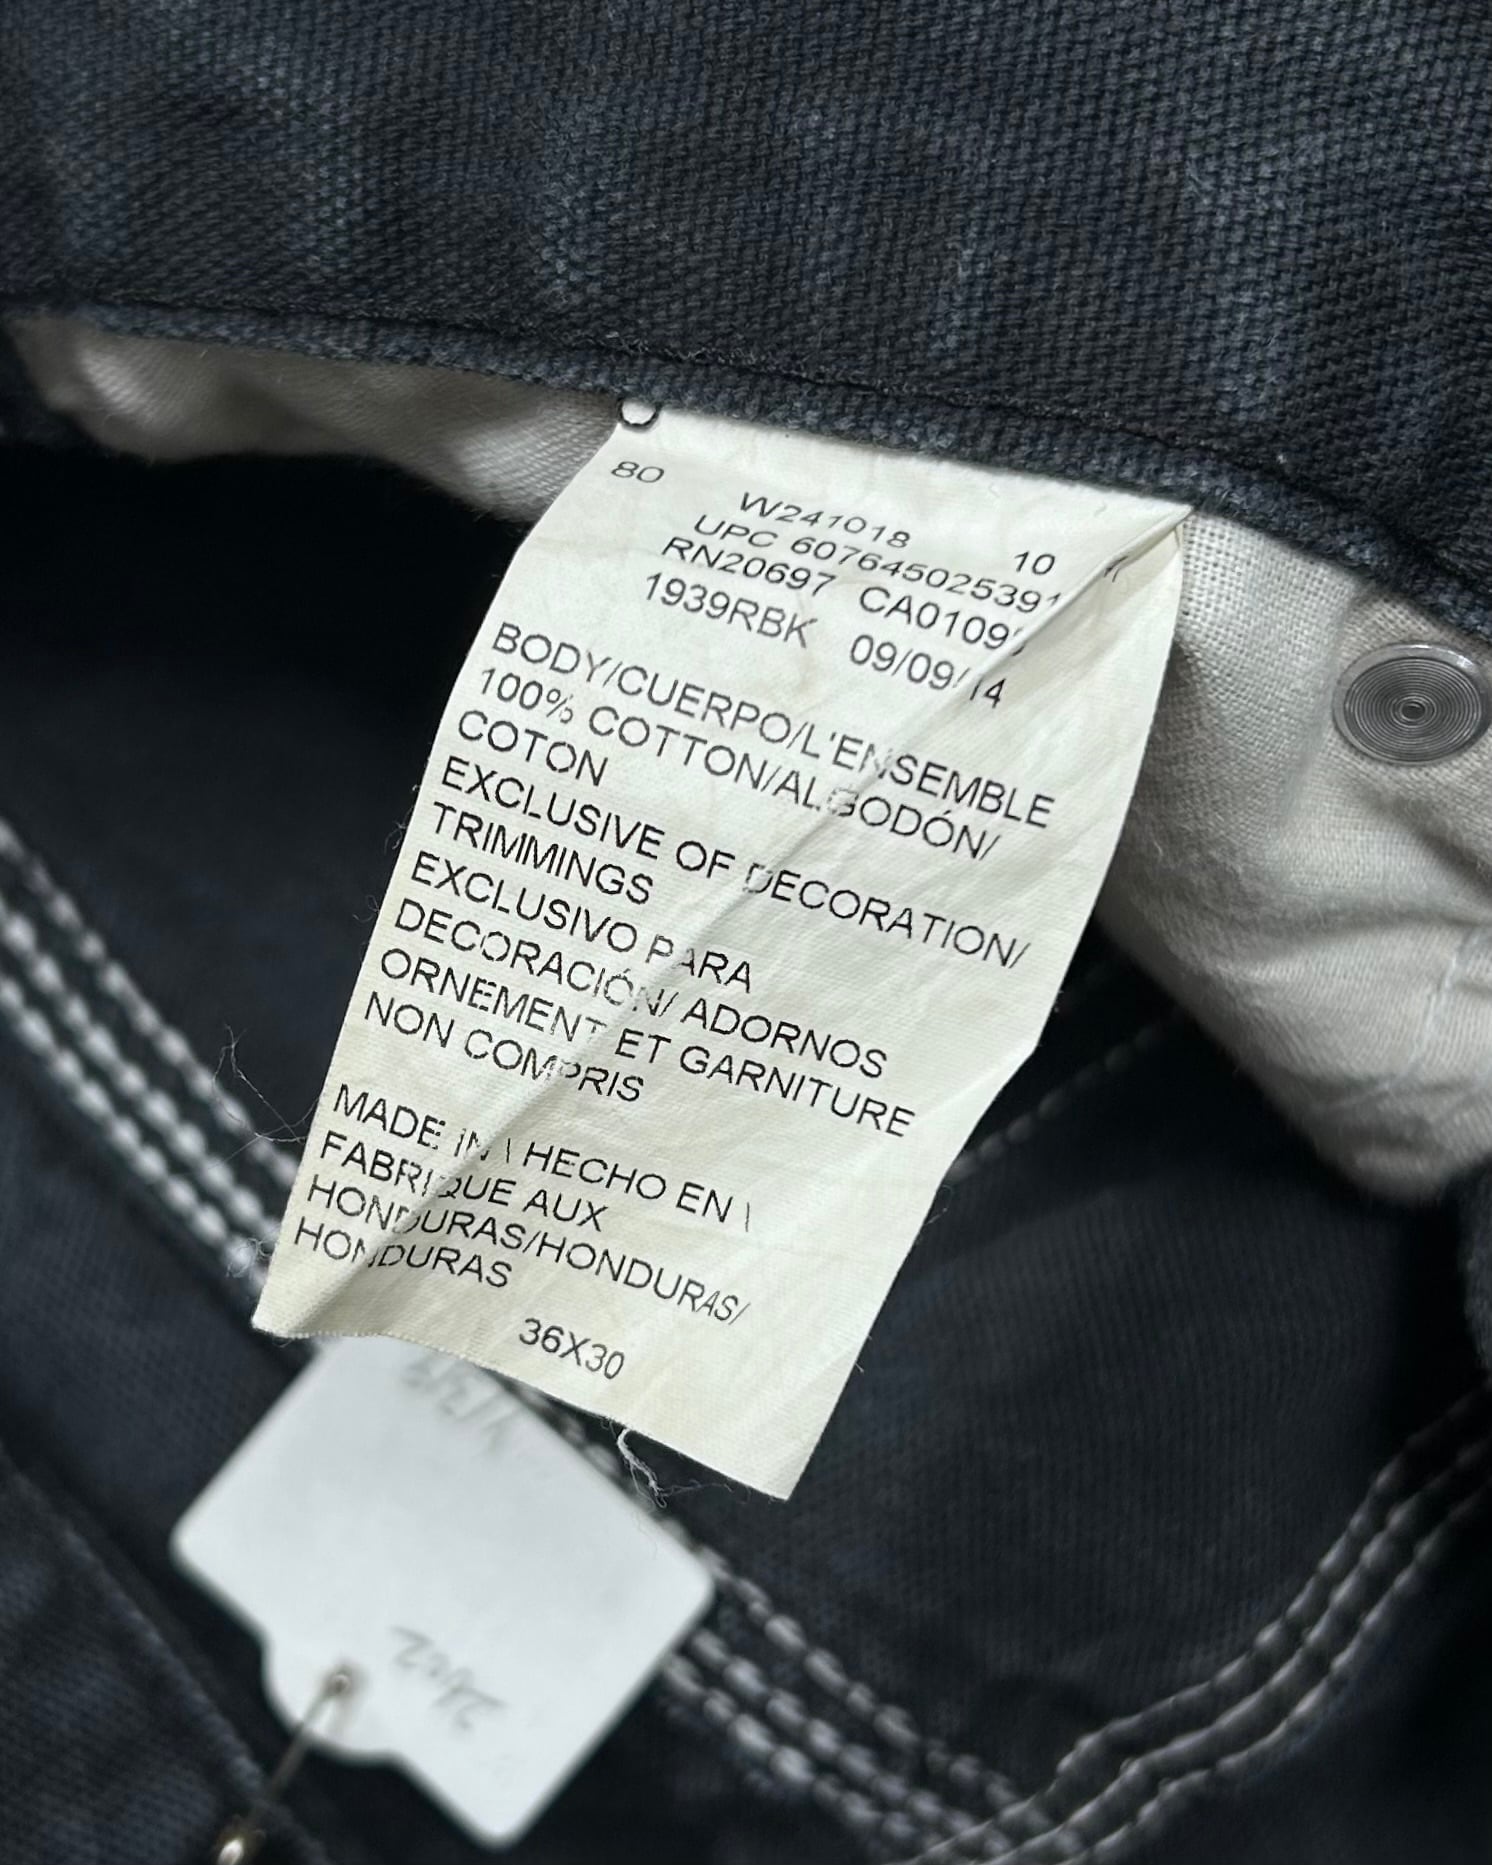 80
W241018 10
UPC 60764502539
RN20697 CA0109
1939RBK 09/09/14
BODY/CUERPO/L'ENSEMBLE
100% COTTON/ALGODÓN/
COTON
EXCLUSIVE OF DECORATION/
TRIMMINGS
EXCLUSIVO PARA
DECORACIÓN/ ADORNOS
ORNEMENT ET GARNITURE
NON COMPRIS
MADE IN \ HECHO EN \
FABRIQUE AUX
HONDURAS/HONDURAS/
HONDURAS
36X30